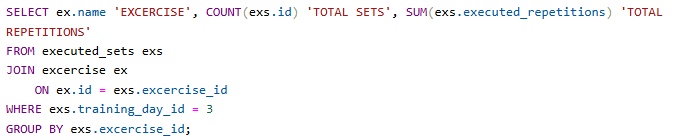 SELECT ex.name 'EXCERCISE', COUNT(exs.id) 'TOTAL SETS', SUM(exs.executed_repetitions) 'TOTAL
REPETITIONS'
FROM executed_sets exs
JOIN excercise ex
    ON ex.id = exs.excercise_id
WHERE exs.training_day_id = 3
GROUP BY exs.excercise_id;